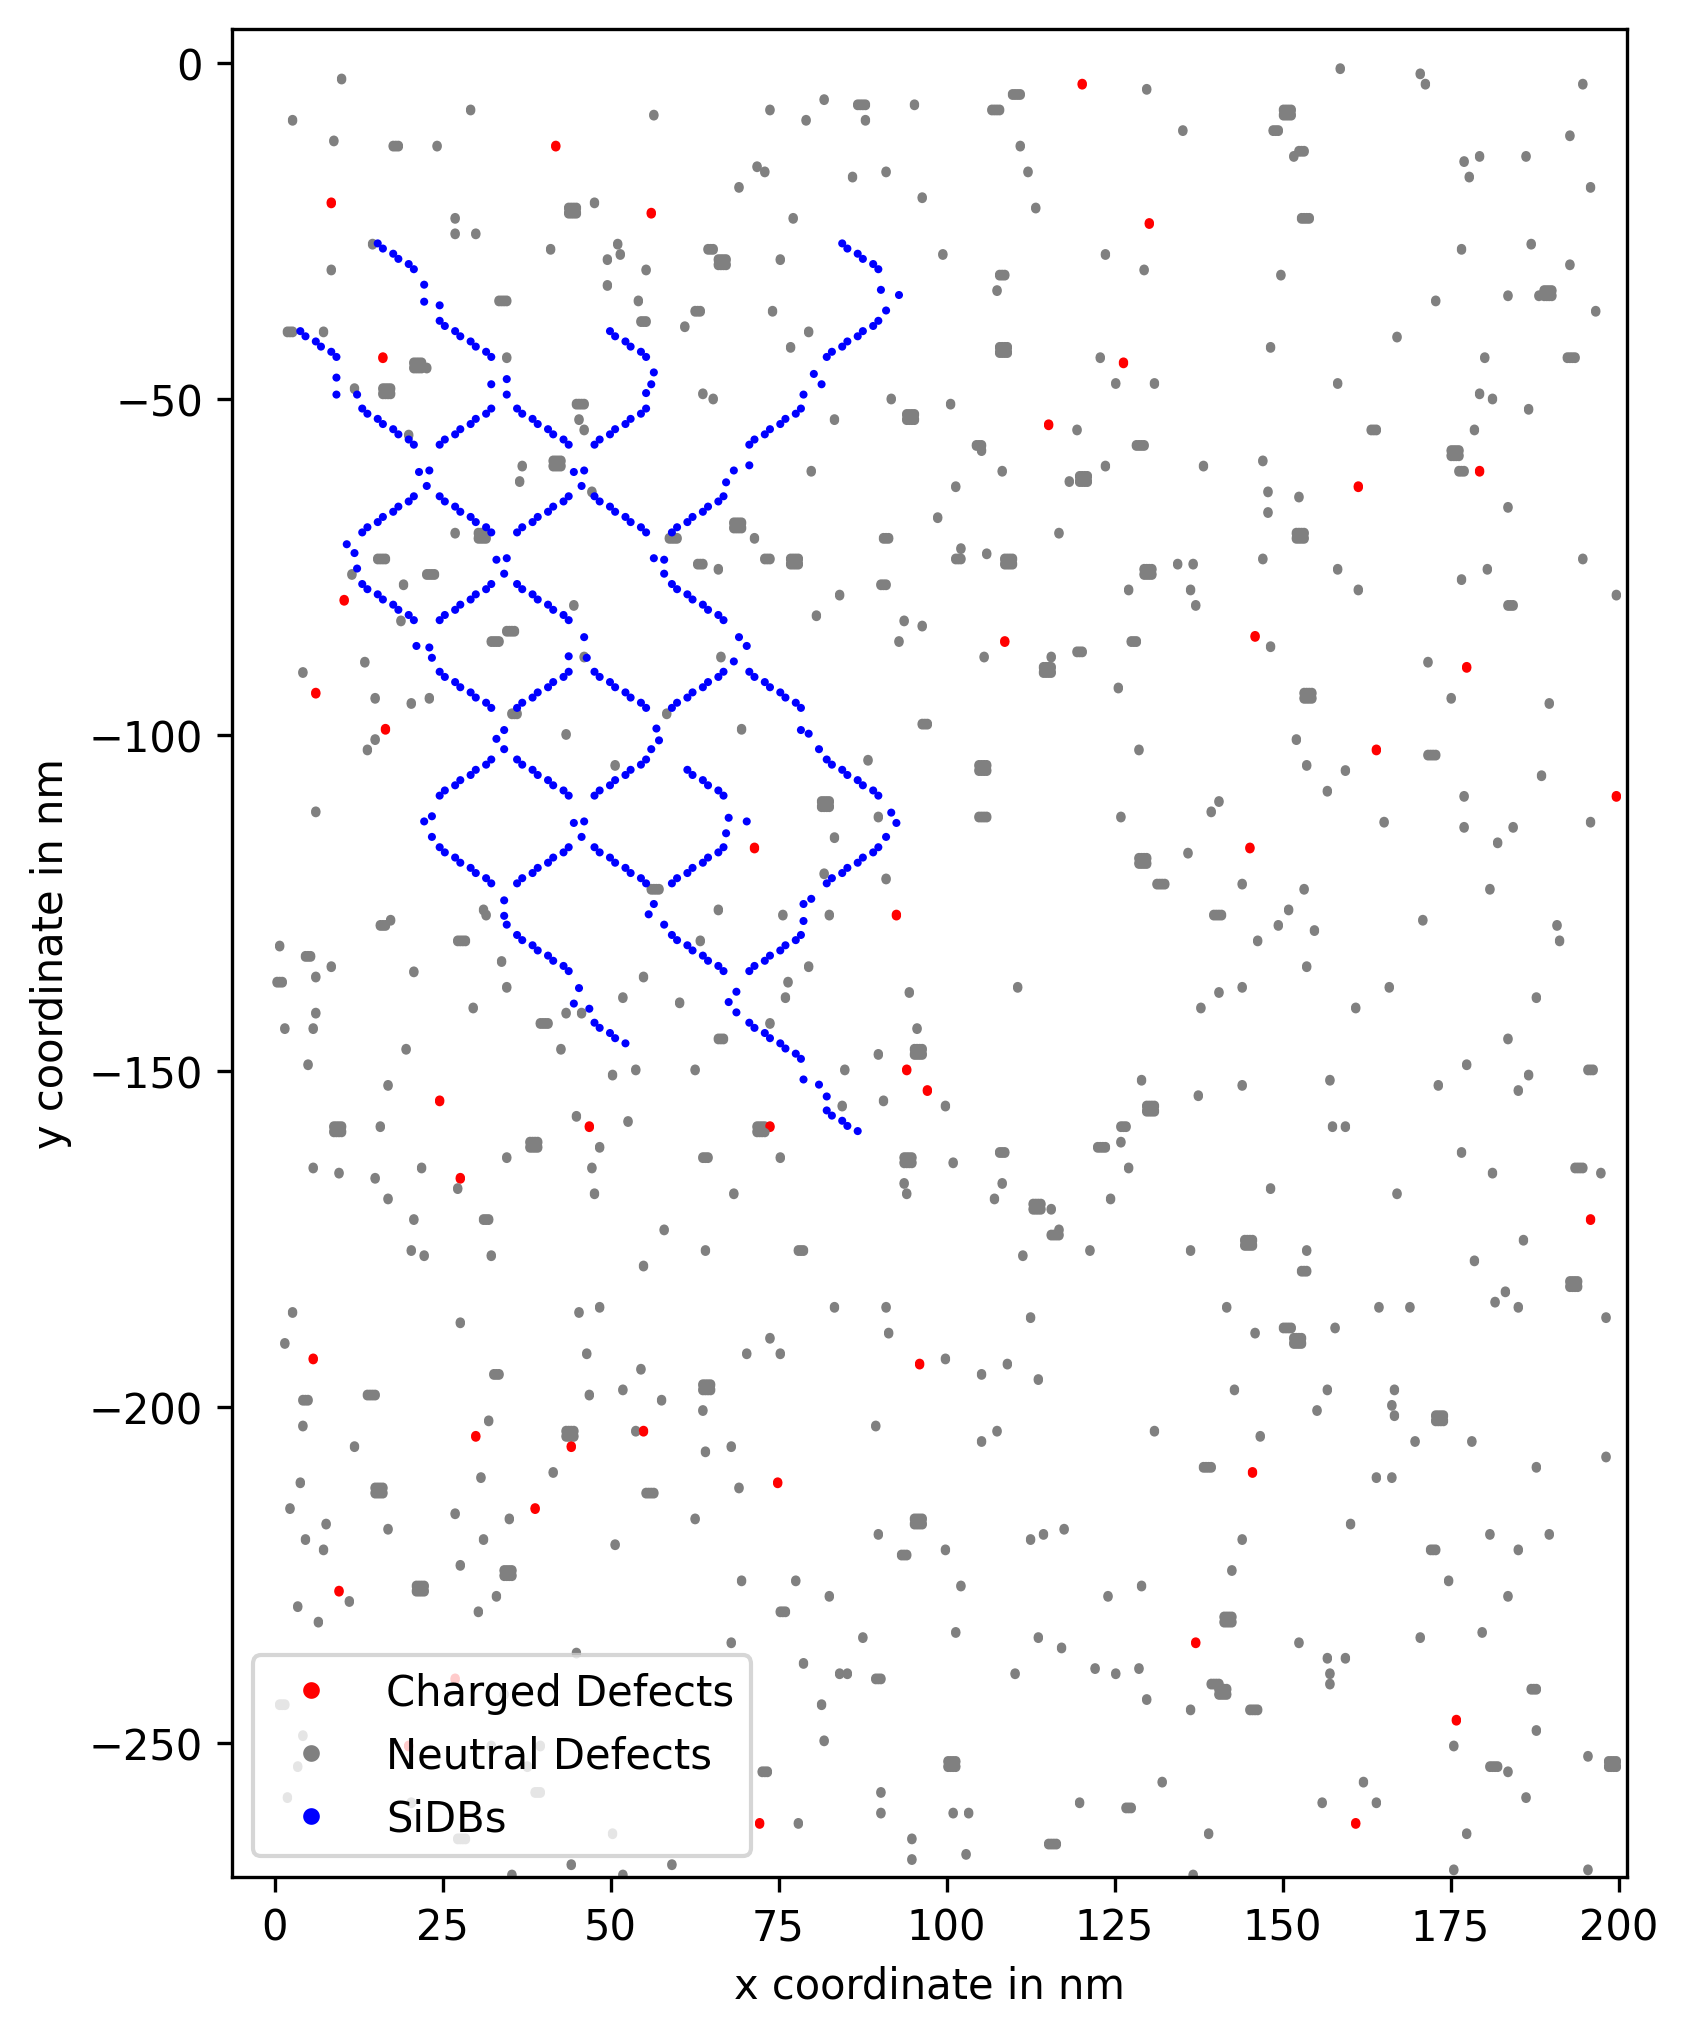 0
−50
−100
−150
−200
−250
y coordinate in nm
Charged Defects
Neutral Defects
SiDBs
0 25 50 75 100 125 150 175 200
x coordinate in nm